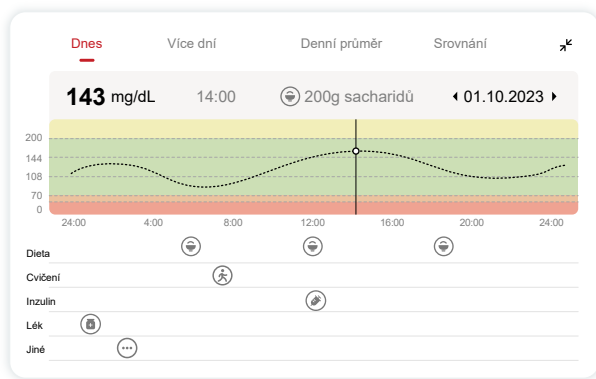 Dnes Více dní Denní průměr Srovnání
143 mg/dL 14:00 200g sacharidů 01.10.2023
200
144
108
70
0
24:00 4:00 8:00 12:00 16:00 20:00 24:00
Dieta
Cvičení
Inzulin
Lék
Jiné